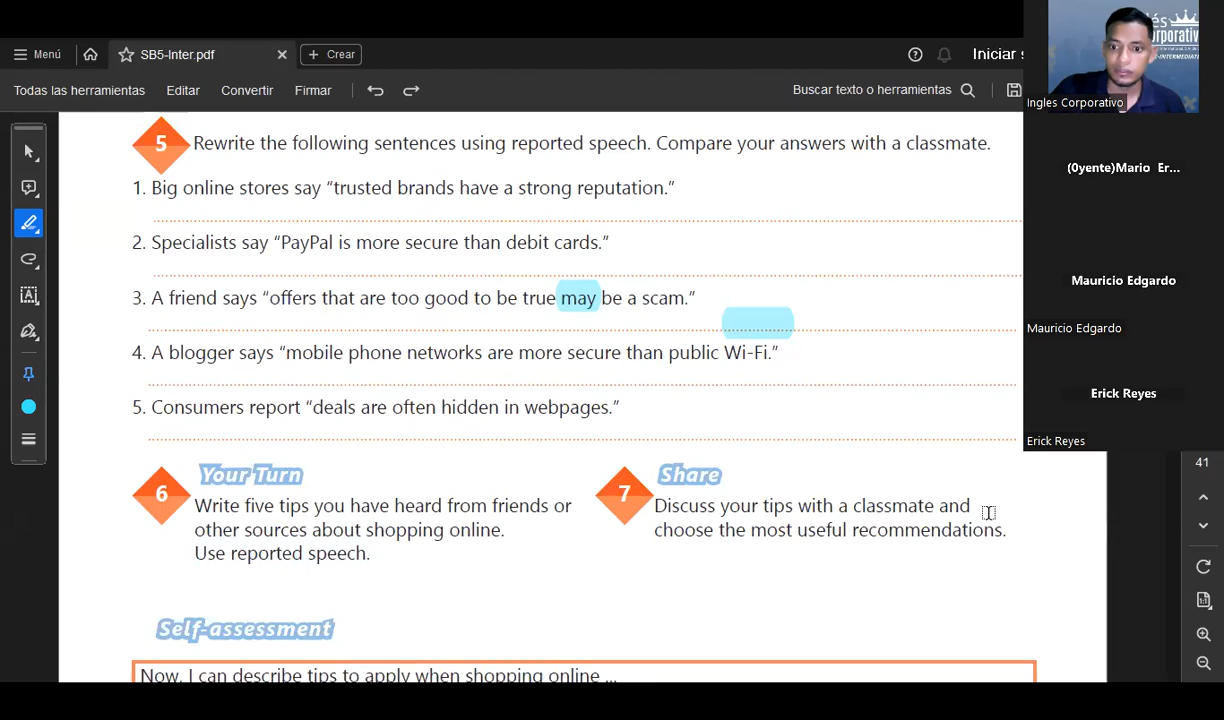 Menú
SB5-Inter.pdf
Crear
Iniciar s
Todas las herramientas
Editar
Convertir
Firmar
Buscar texto o herramientas
5 Rewrite the following sentences using reported speech. Compare your answers with a classmate.
1. Big online stores say “trusted brands have a strong reputation.”
2. Specialists say “PayPal is more secure than debit cards.”
3. A friend says “offers that are too good to be true may be a scam.”
4. A blogger says “mobile phone networks are more secure than public Wi-Fi.”
5. Consumers report “deals are often hidden in webpages.”
6 Your Turn
Write five tips you have heard from friends or
other sources about shopping online.
Use reported speech.
7 Share
Discuss your tips with a classmate and
choose the most useful recommendations.
Self-assessment
Now, I can describe tips to apply when shopping online ...
és
orporativ
-INTERMEDIATE
Ingles Corporativo
(0yente)Mario Er...
Mauricio Edgardo
Mauricio Edgardo
Erick Reyes
Erick Reyes
41
1:1